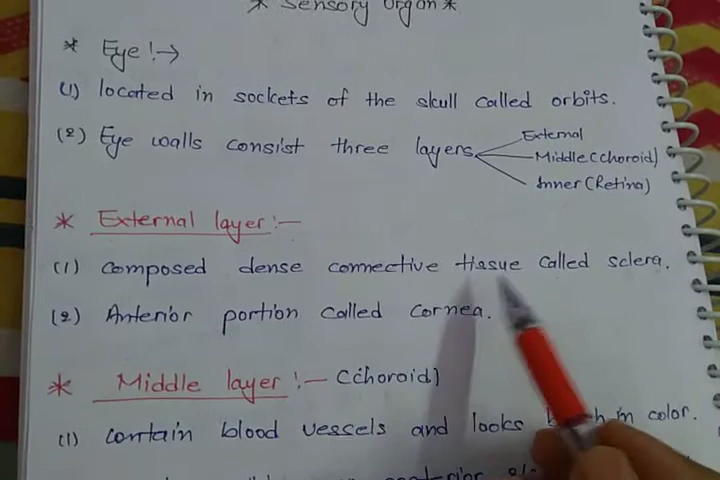 * Sensory Organ *
* Eye :→
(1) located in sockets of the skull called orbits.
(2) Eye walls consist three layers
External
Middle (choroid)
Inner (Retina)
* External layer :-
(1) composed dense connective tissue called sclera.
(2) Anterior portion called cornea.
* Middle layer :- (choroid)
(1) contain blood vessels and looks in color.